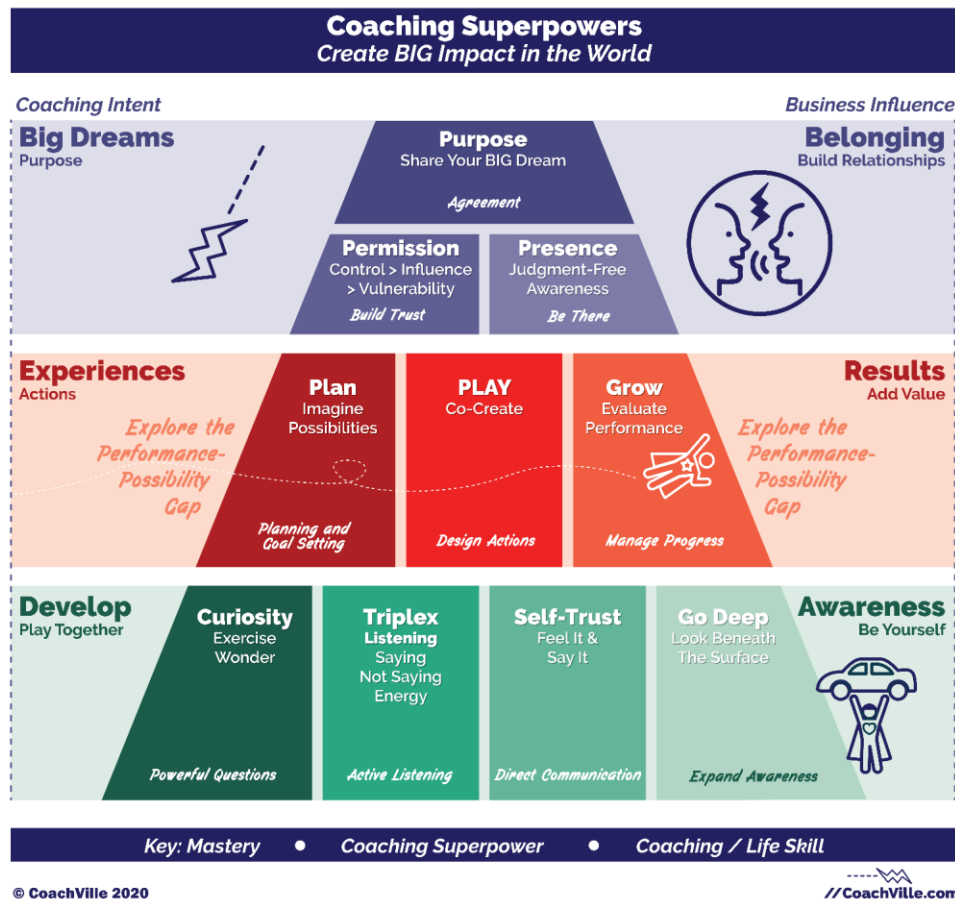 Coaching Superpowers
Create BIG Impact in the World
Coaching Intent
Business Influence
Big Dreams
Purpose
Purpose
Share Your BIG Dream
Agreement
Belonging
Build Relationships
Permission
Control > Influence
> Vulnerability
Build Trust
Presence
Judgment-Free
Awareness
Be There
Experiences
Actions
Explore the
Performance-
Possibility
Gap
Plan
Imagine
Possibilities
Planning and
Goal Setting
PLAY
Co-Create
Design Actions
Grow
Evaluate
Performance
Manage Progress
Results
Add Value
Explore the
Performance-
Possibility
Gap
Develop
Play Together
Curiosity
Exercise
Wonder
Powerful Questions
Triplex
Listening
Saying
Not Saying
Energy
Active Listening
Self-Trust
Feel It &
Say It
Direct Communication
Go Deep
Look Beneath
The Surface
Expand Awareness
Awareness
Be Yourself
Key: Mastery • Coaching Superpower • Coaching / Life Skill
© CoachVille 2020
//CoachVille.com